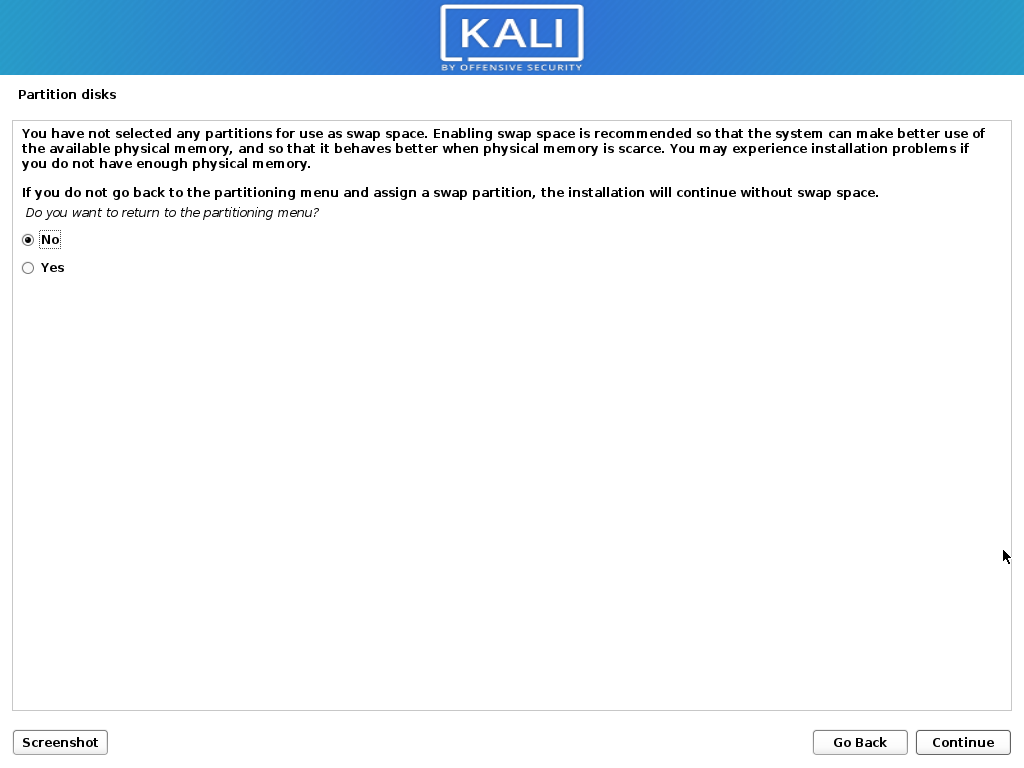 KALI
BY OFFENSIVE SECURITY
Partition disks
You have not selected any partitions for use as swap space. Enabling swap space is recommended so that the system can make better use of
the available physical memory, and so that it behaves better when physical memory is scarce. You may experience installation problems if
you do not have enough physical memory.
If you do not go back to the partitioning menu and assign a swap partition, the installation will continue without swap space.
Do you want to return to the partitioning menu?
No
Yes
Screenshot
Go Back
Continue